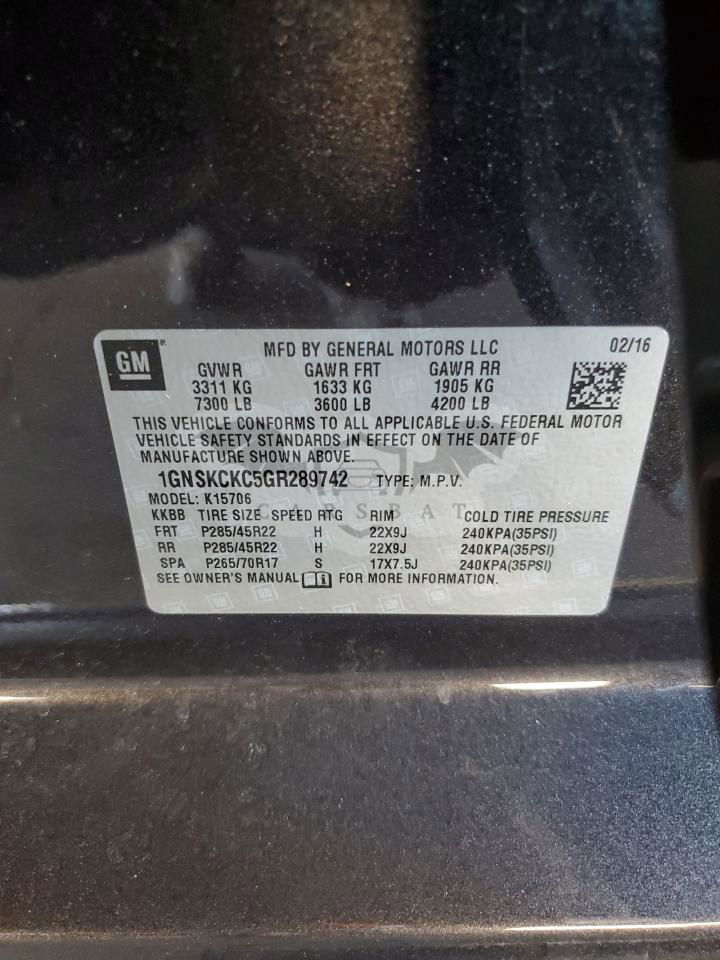 GM
MFD BY GENERAL MOTORS LLC 02/16
GVWR GAWR FRT GAWR RR
3311 KG 1633 KG 1905 KG
7300 LB 3600 LB 4200 LB
THIS VEHICLE CONFORMS TO ALL APPLICABLE U.S. FEDERAL MOTOR
VEHICLE SAFETY STANDARDS IN EFFECT ON THE DATE OF
MANUFACTURE SHOWN ABOVE.
1GNSKCKC5GR289742 TYPE: M.P.V.
MODEL: K15706
CARSBAT
KKBB TIRE SIZE SPEED RTG RIM COLD TIRE PRESSURE
FRT P285/45R22 H 22X9J 240KPA(35PSI)
RR P285/45R22 H 22X9J 240KPA(35PSI)
SPA P265/70R17 S 17X7.5J 240KPA(35PSI)
SEE OWNER'S MANUAL FOR MORE INFORMATION.